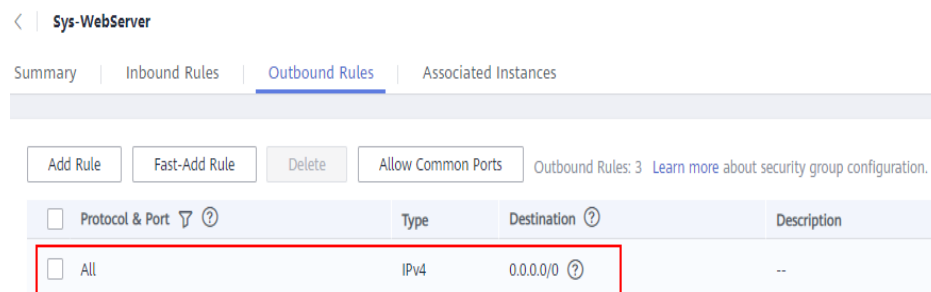 Sys-WebServer
Summary Inbound Rules Outbound Rules Associated Instances
Add Rule Fast-Add Rule Delete Allow Common Ports Outbound Rules: 3 Learn more about security group configuration.
Protocol & Port Type Destination Description
All IPv4 0.0.0.0/0 --